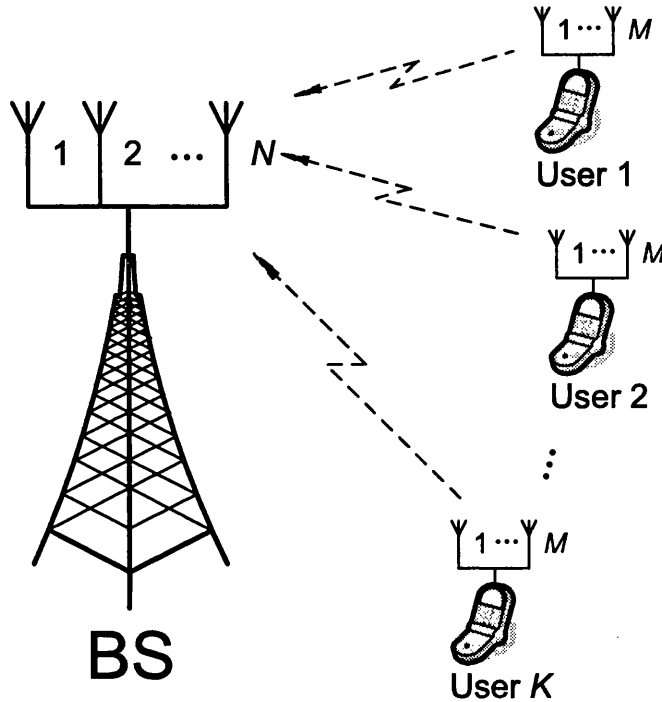 1 ··· M
User 1
1 2 ··· N
1 ··· M
User 2
1 ··· M
User K
BS